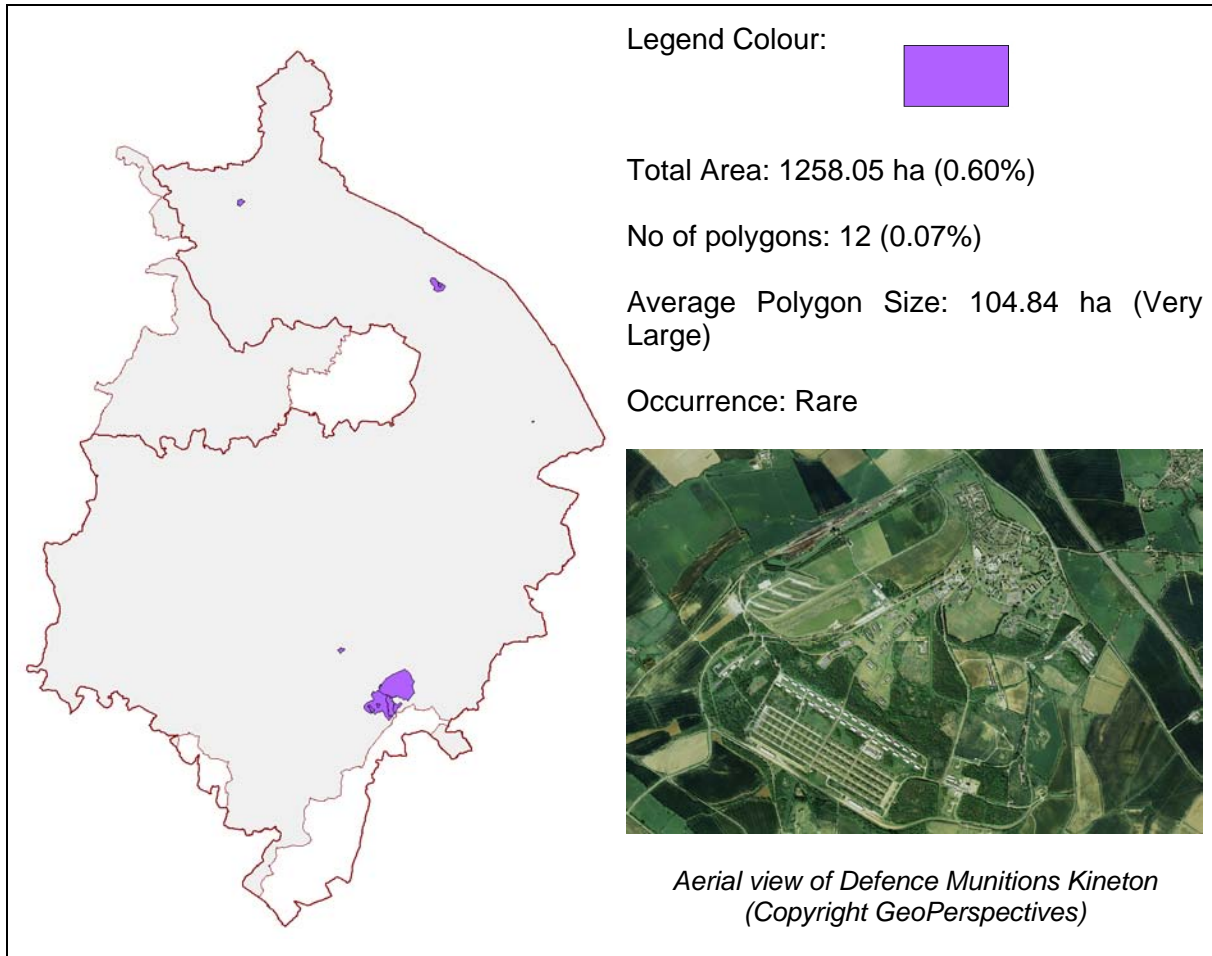 Legend Colour:
Total Area: 1258.05 ha (0.60%)
No of polygons: 12 (0.07%)
Average Polygon Size: 104.84 ha (Very
Large)
Occurrence: Rare
Aerial view of Defence Munitions Kineton
(Copyright GeoPerspectives)